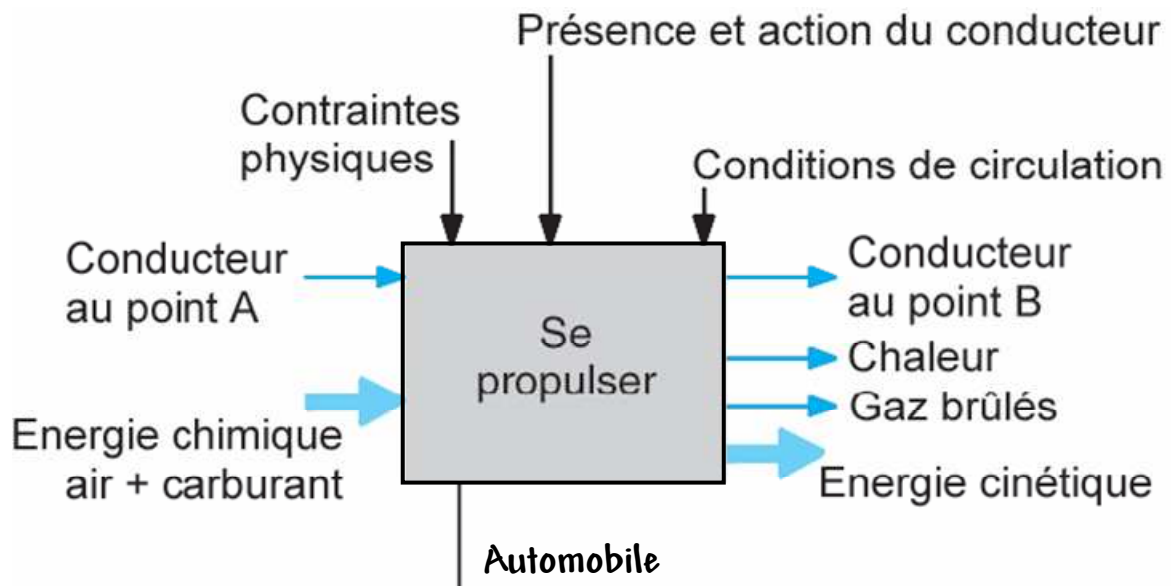 Présence et action du conducteur
Contraintes
physiques
Conditions de circulation
Conducteur
au point A
Conducteur
au point B
Se
propulser
Chaleur
Gaz brûlés
Energie chimique
air + carburant
Energie cinétique
Automobile